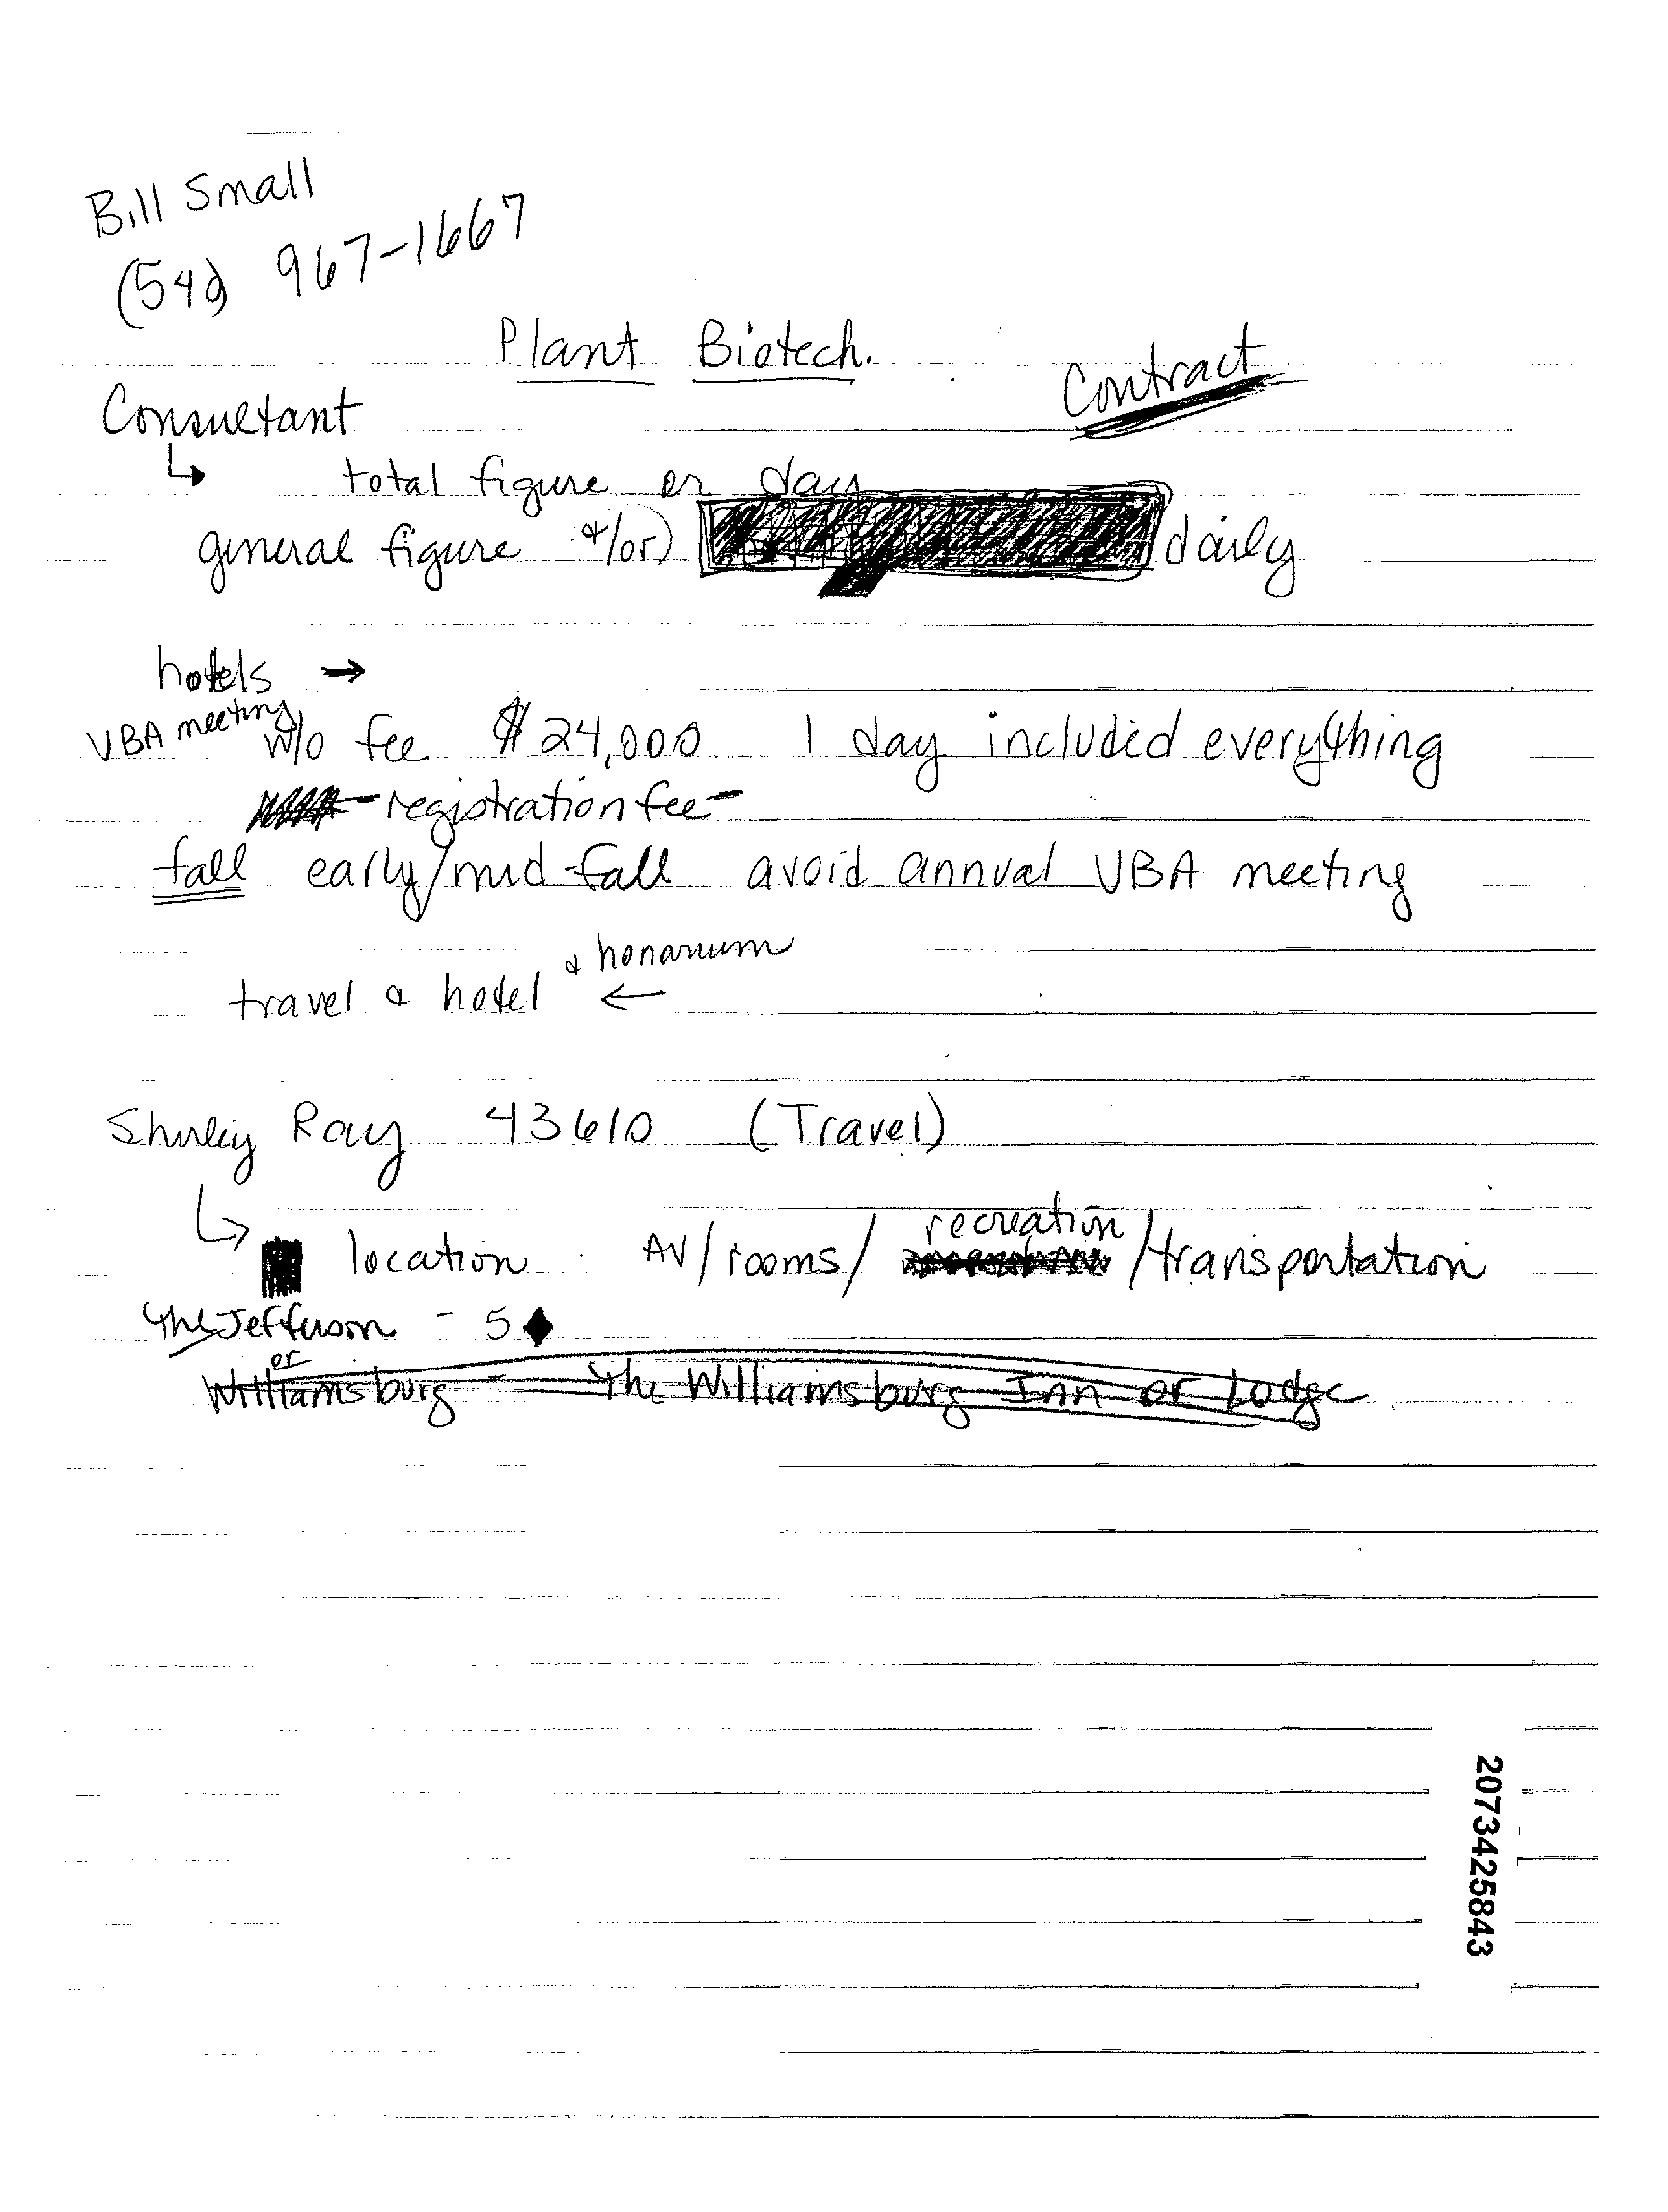 Bill Small
(540) 967-1667
Plant Biotech.
Contract
Consultant
↳ total figure or day
general figure &/or) daily
hotels →
VBA meeting
w/o fee $24,000 1 day included everything
- registration fee -
fall early/mid-fall avoid annual VBA meeting
& honarium
travel & hotel ←
Shirley Ray 43610 (Travel)
recreation
↳ location AV/rooms/ /transportation
The Jefferson - 5♦
or
Williamsburg - The Williamsburg Inn or Lodge
2073425843